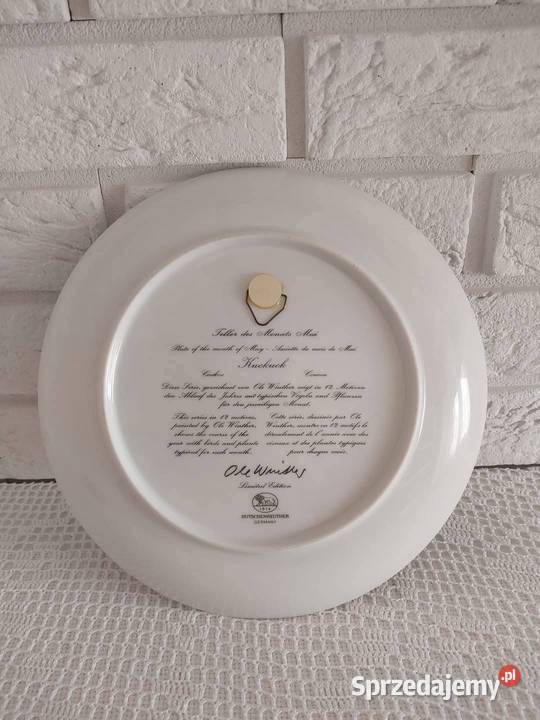 Teller des Monats Mai
Plate of the month of May - Assiette du mois de Mai
Kuckuck
Cuckoo Coucou
Diese Serie, gezeichnet von Ole Winther zeigt in 12 Motiven
den Ablauf des Jahres mit typischen Vögeln und Pflanzen
für den jeweiligen Monat.
This series in 12 motives,
painted by Ole Winther,
shows the course of the
year with birds and plants
typical for each month.
Cette série, dessinée par Ole
Winther, montre en 12 motifs le
déroulement de l'année avec des
oiseaux et des plantes typiques
pour chaque mois.
Ole Winther
Limited Edition
1814
HUTSCHENREUTHER
GERMANY
Sprzedajemy.pl